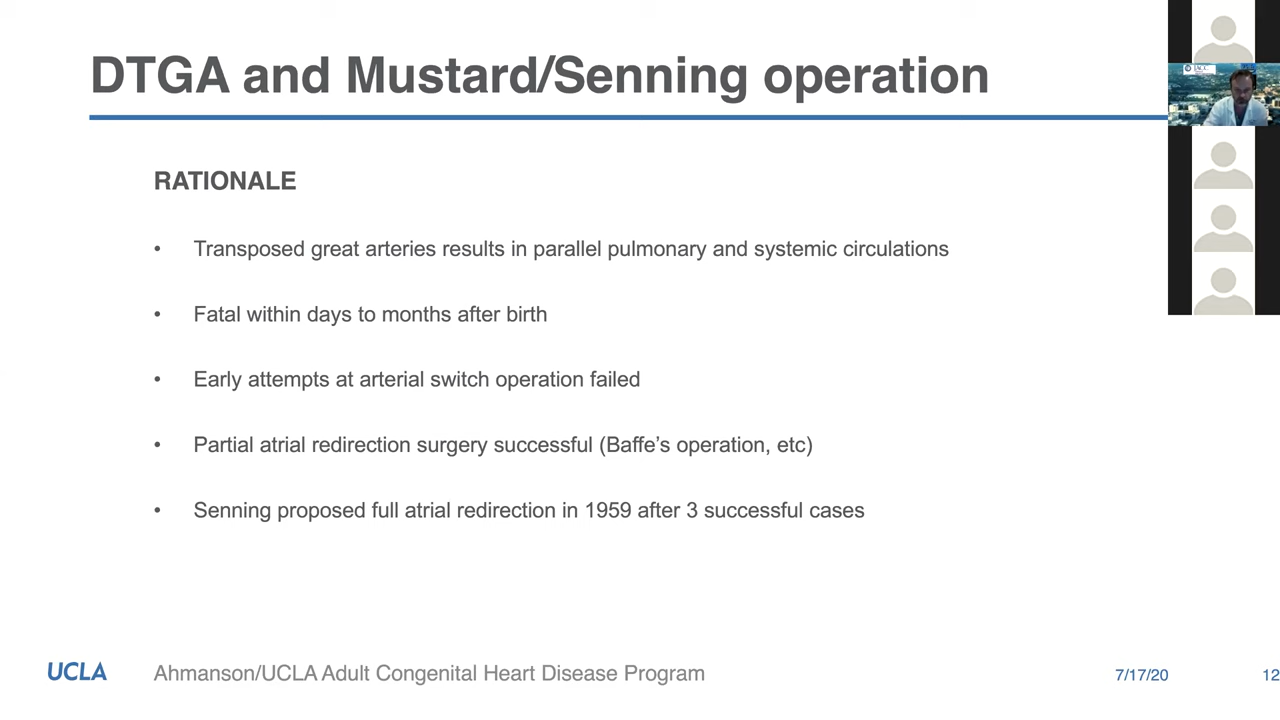 DTGA and Mustard/Senning operation
RATIONALE
• Transposed great arteries results in parallel pulmonary and systemic circulations
• Fatal within days to months after birth
• Early attempts at arterial switch operation failed
• Partial atrial redirection surgery successful (Baffe's operation, etc)
• Senning proposed full atrial redirection in 1959 after 3 successful cases
UCLA Ahmanson/UCLA Adult Congenital Heart Disease Program 7/17/20 12